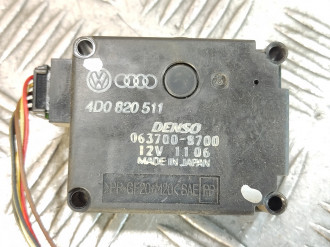 4D0 820 511
DENSO
063700-8700
12V 11 06
MADE IN JAPAN